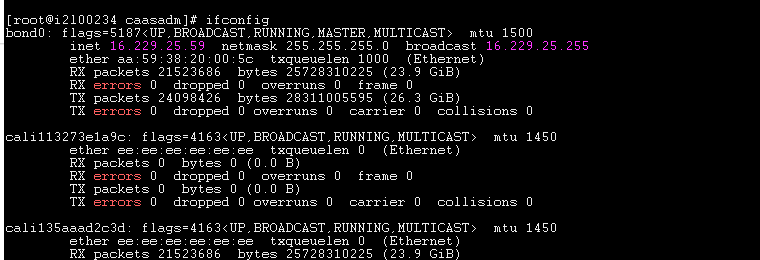 [root@i2l00234 caasadm]# ifconfig
bond0: flags=5187<UP,BROADCAST,RUNNING,MASTER,MULTICAST>  mtu 1500
        inet 16.229.25.59  netmask 255.255.255.0  broadcast 16.229.25.255
        ether aa:59:38:20:00:5c  txqueuelen 1000  (Ethernet)
        RX packets 21523686  bytes 25728310225 (23.9 GiB)
        RX errors 0  dropped 0  overruns 0  frame 0
        TX packets 24098426  bytes 28311005595 (26.3 GiB)
        TX errors 0  dropped 0 overruns 0  carrier 0  collisions 0

cali113273e1a9c: flags=4163<UP,BROADCAST,RUNNING,MULTICAST>  mtu 1450
        ether ee:ee:ee:ee:ee:ee  txqueuelen 0  (Ethernet)
        RX packets 0  bytes 0 (0.0 B)
        RX errors 0  dropped 0  overruns 0  frame 0
        TX packets 0  bytes 0 (0.0 B)
        TX errors 0  dropped 0 overruns 0  carrier 0  collisions 0

cali135aaad2c3d: flags=4163<UP,BROADCAST,RUNNING,MULTICAST>  mtu 1450
        ether ee:ee:ee:ee:ee:ee  txqueuelen 0  (Ethernet)
        RX packets 21523686  bytes 25728310225 (23.9 GiB)